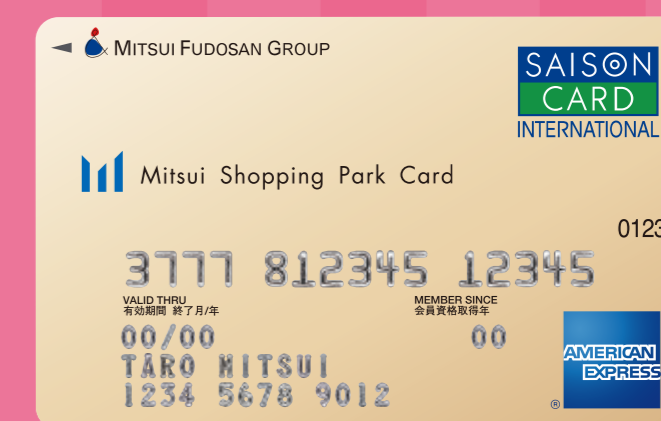 MITSUI FUDOSAN GROUP
SAISON
CARD
INTERNATIONAL
Mitsui Shopping Park Card
0123
3777 812345 12345
VALID THRU
有効期間 終了月/年
MEMBER SINCE
会員資格取得年
00/00
00
TARO MITSUI
1234 5678 9012
AMERICAN
EXPRESS
®